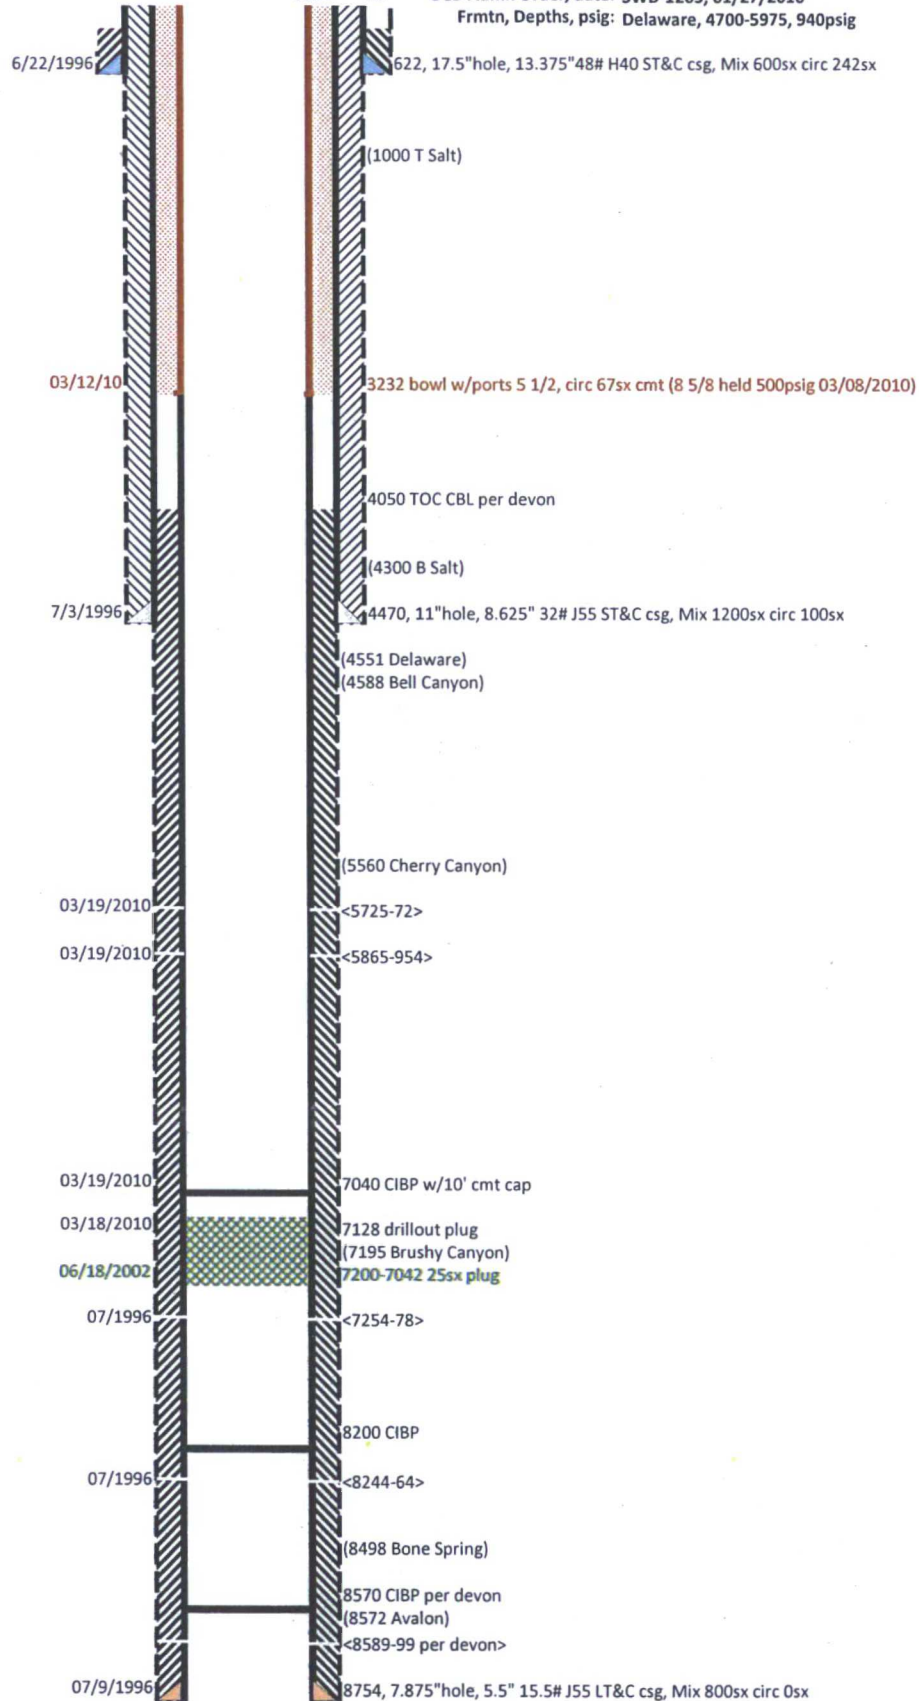 Frmtn, Depths, psig: Delaware, 4700-5975, 940psig
6/22/1996 622, 17.5"hole, 13.375"48# H40 ST&C csg, Mix 600sx circ 242sx
(1000 T Salt)
03/12/10 3232 bowl w/ports 5 1/2, circ 67sx cmt (8 5/8 held 500psig 03/08/2010)
4050 TOC CBL per devon
(4300 B Salt)
7/3/1996 4470, 11"hole, 8.625" 32# J55 ST&C csg, Mix 1200sx circ 100sx
(4551 Delaware)
(4588 Bell Canyon)
(5560 Cherry Canyon)
03/19/2010 <5725-72>
03/19/2010 <5865-954>
03/19/2010 7040 CIBP w/10' cmt cap
03/18/2010 7128 drillout plug
(7195 Brushy Canyon)
06/18/2002 7200-7042 25sx plug
07/1996 <7254-78>
8200 CIBP
07/1996 <8244-64>
(8498 Bone Spring)
8570 CIBP per devon
(8572 Avalon)
<8589-99 per devon>
07/9/1996 8754, 7.875"hole, 5.5" 15.5# J55 LT&C csg, Mix 800sx circ 0sx